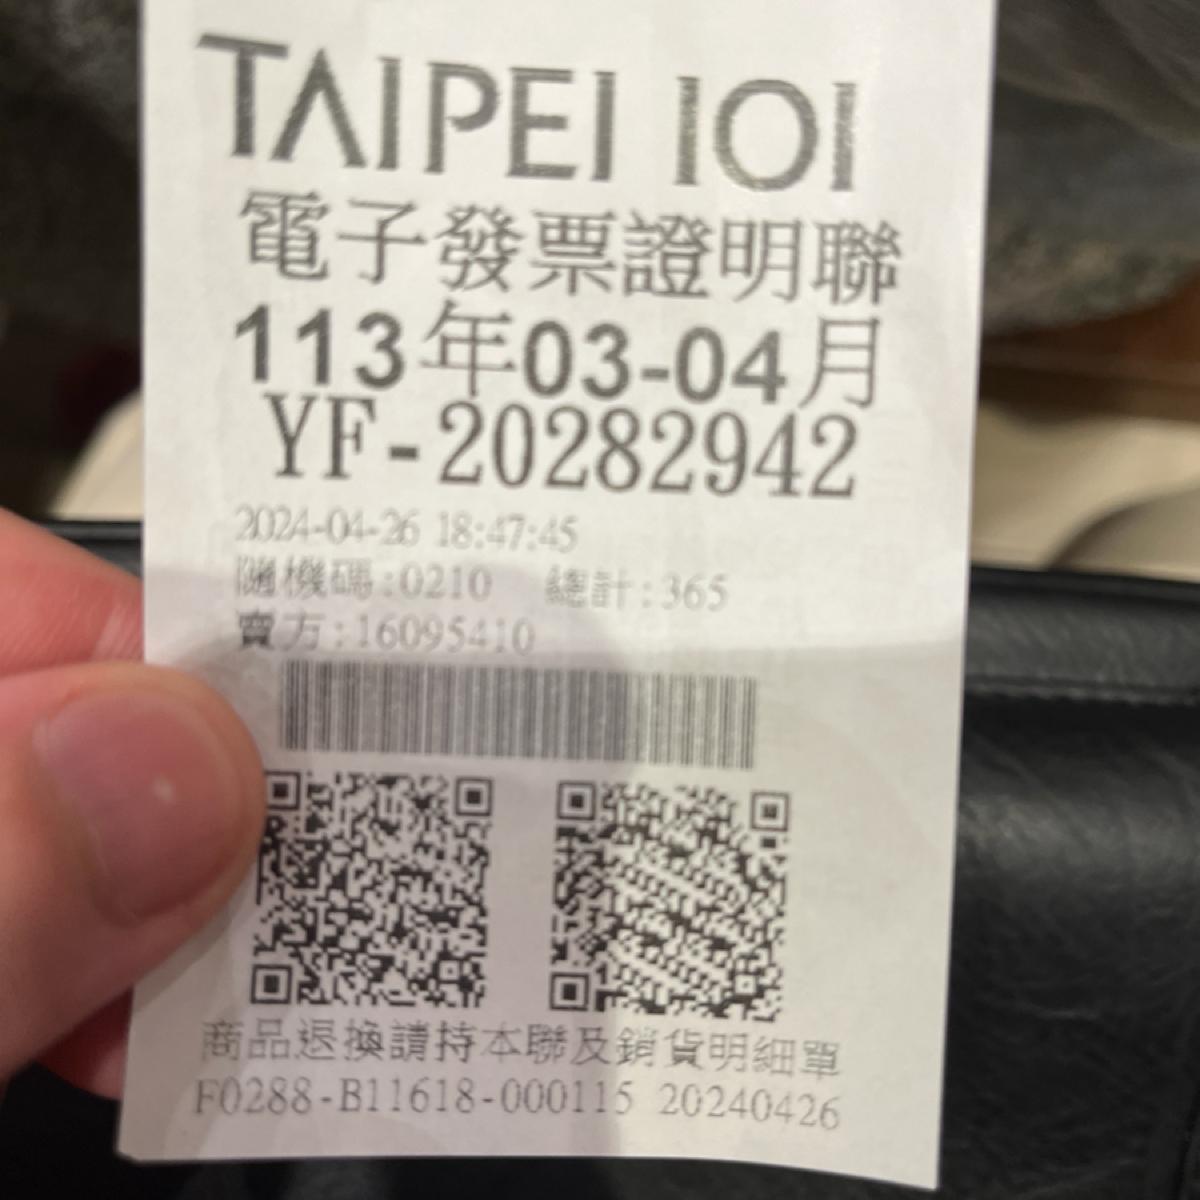 TAIPEI 101
電子發票證明聯
113年03-04月
YF-20282942
2024-04-26 18:47:45
隨機碼:0210 總計:365
賣方:16095410
商品退換請持本聯及銷貨明細單
F0288-B11618-000115 20240426